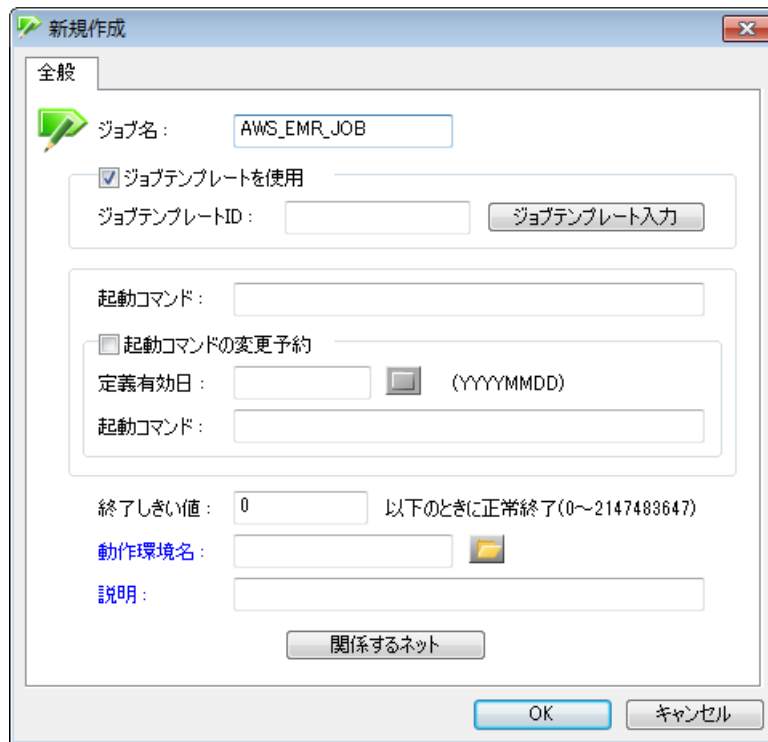 新規作成
全般
ジョブ名： AWS_EMR_JOB
ジョブテンプレートを使用
ジョブテンプレートID： ジョブテンプレート入力
起動コマンド：
起動コマンドの変更予約
定義有効日： (YYYYMMDD)
起動コマンド：
終了しきい値： 0 以下のときに正常終了(0～2147483647)
動作環境名：
説明：
関係するネット
OK キャンセル